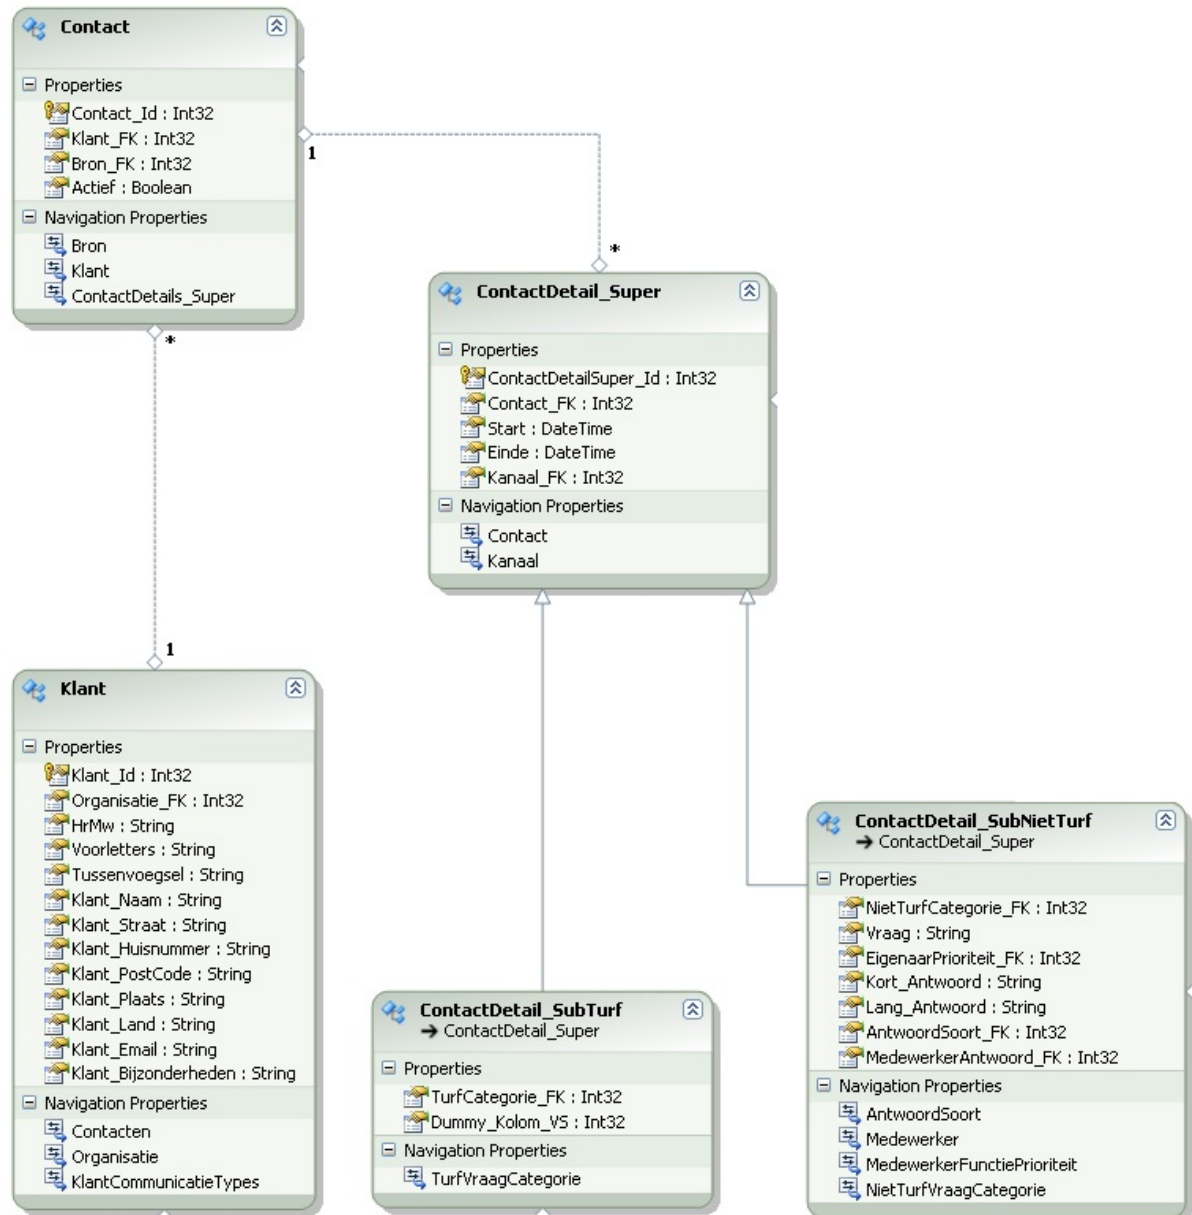 Contact
Properties
Contact_Id : Int32
Klant_FK : Int32
Bron_FK : Int32
Actief : Boolean
Navigation Properties
Bron
Klant
ContactDetails_Super
1
*
ContactDetail_Super
Properties
ContactDetailSuper_Id : Int32
Contact_FK : Int32
Start : DateTime
Einde : DateTime
Kanaal_FK : Int32
Navigation Properties
Contact
Kanaal
*
1
Klant
Properties
Klant_Id : Int32
Organisatie_FK : Int32
HrMw : String
Voorletters : String
Tussenvoegsel : String
Klant_Naam : String
Klant_Straat : String
Klant_Huisnummer : String
Klant_PostCode : String
Klant_Plaats : String
Klant_Land : String
Klant_Email : String
Klant_Bijzonderheden : String
Navigation Properties
Contacten
Organisatie
KlantCommunicatieTypes
ContactDetail_SubTurf
→ ContactDetail_Super
Properties
TurfCategorie_FK : Int32
Dummy_Kolom_VS : Int32
Navigation Properties
TurfVraagCategorie
ContactDetail_SubNietTurf
→ ContactDetail_Super
Properties
NietTurfCategorie_FK : Int32
Vraag : String
EigenaarPrioriteit_FK : Int32
Kort_Antwoord : String
Lang_Antwoord : String
AntwoordSoort_FK : Int32
MedewerkerAntwoord_FK : Int32
Navigation Properties
AntwoordSoort
Medewerker
MedewerkerFunctiePrioriteit
NietTurfVraagCategorie